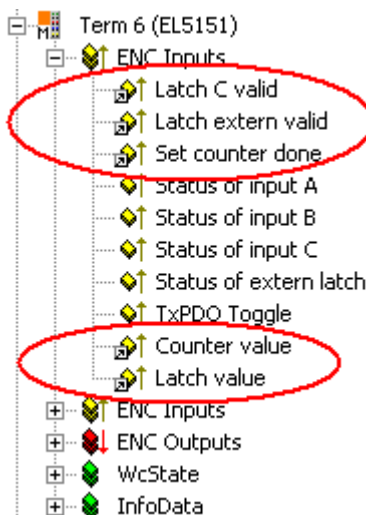 Term 6 (EL5151)
ENC Inputs
Latch C valid
Latch extern valid
Set counter done
Status of input A
Status of input B
Status of input C
Status of extern latch
TxPDO Toggle
Counter value
Latch value
ENC Inputs
ENC Outputs
WcState
InfoData